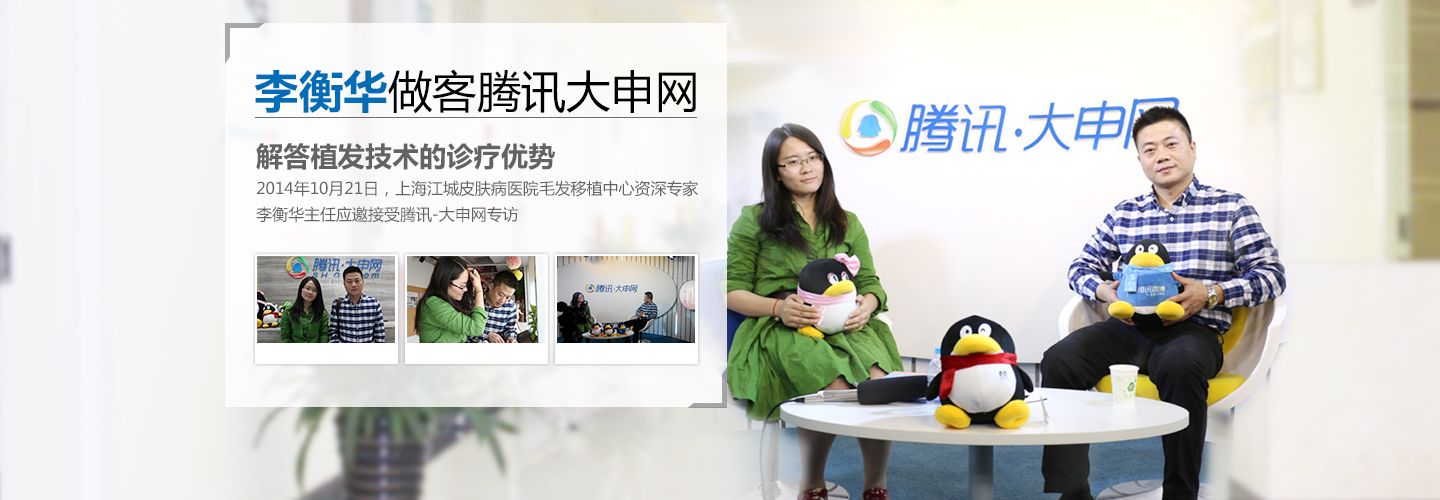 李衡华做客腾讯大申网
解答植发技术的诊疗优势
2014年10月21日，上海江城皮肤病医院毛发移植中心资深专家
李衡华主任应邀接受腾讯-大申网专访
腾讯·大申网
腾讯·大申网
腾讯·大申网
腾讯微博